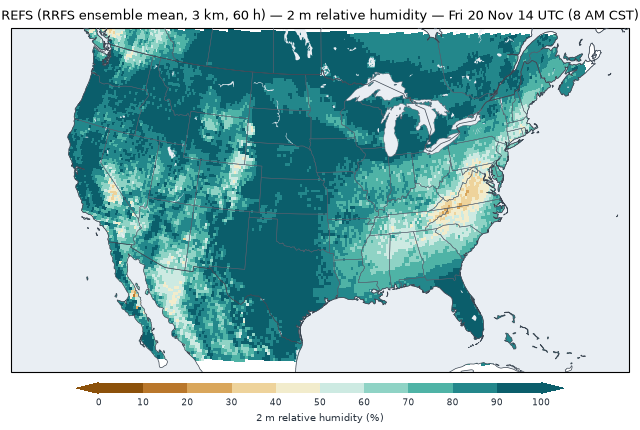 REFS (RRFS ensemble mean, 3 km, 60 h) — 2 m relative humidity — Fri 20 Nov 14 UTC (8 AM CST)
0 10 20 30 40 50 60 70 80 90 100
2 m relative humidity (%)